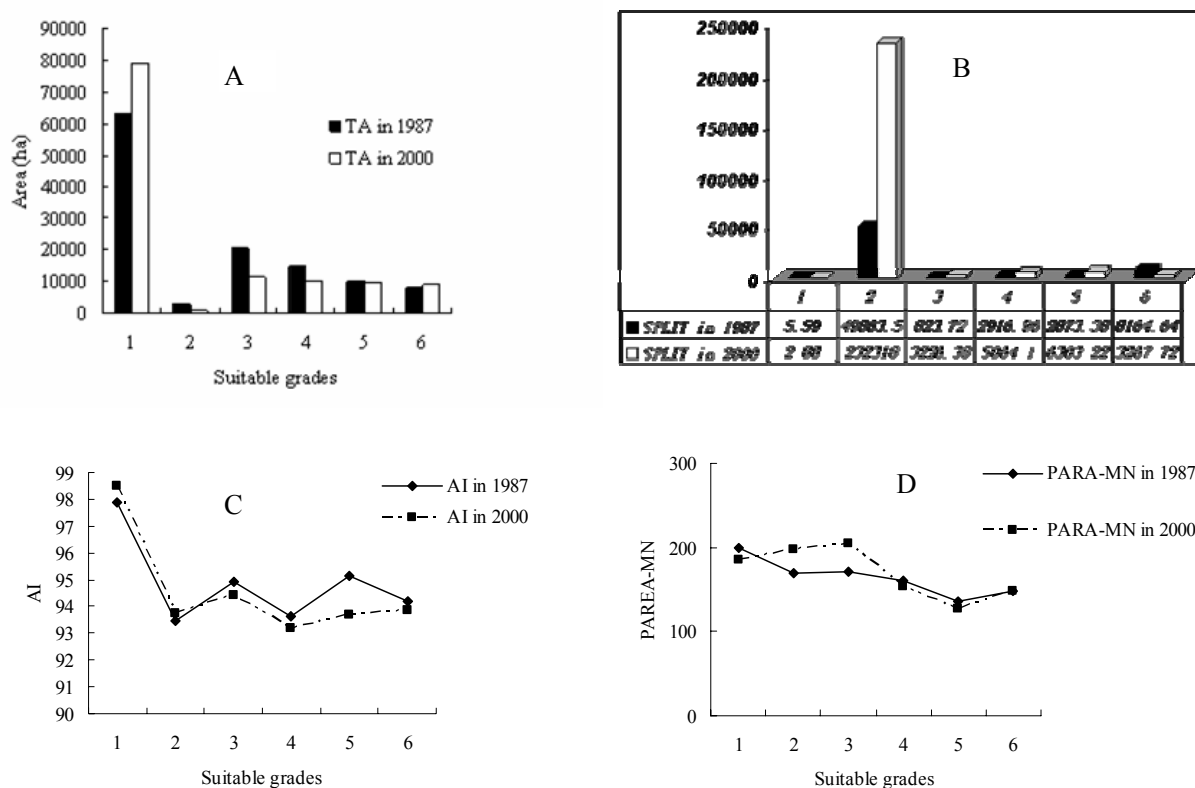 A
90000
80000
70000
60000
50000
40000
30000
20000
10000
0
Area (ha)
TA in 1987
TA in 2000
1 2 3 4 5 6
Suitable grades
B
250000
200000
150000
100000
50000
0
1 2 3 4 5 6
SPLIT in 1987 5.59
SPLIT in 2000 232310
C
99
98
97
96
95
94
93
92
91
90
AI
AI in 1987
AI in 2000
1 2 3 4 5 6
Suitable grades
D
300
200
100
0
PAREA-MN
PARA-MN in 1987
PARA-MN in 2000
1 2 3 4 5 6
Suitable grades